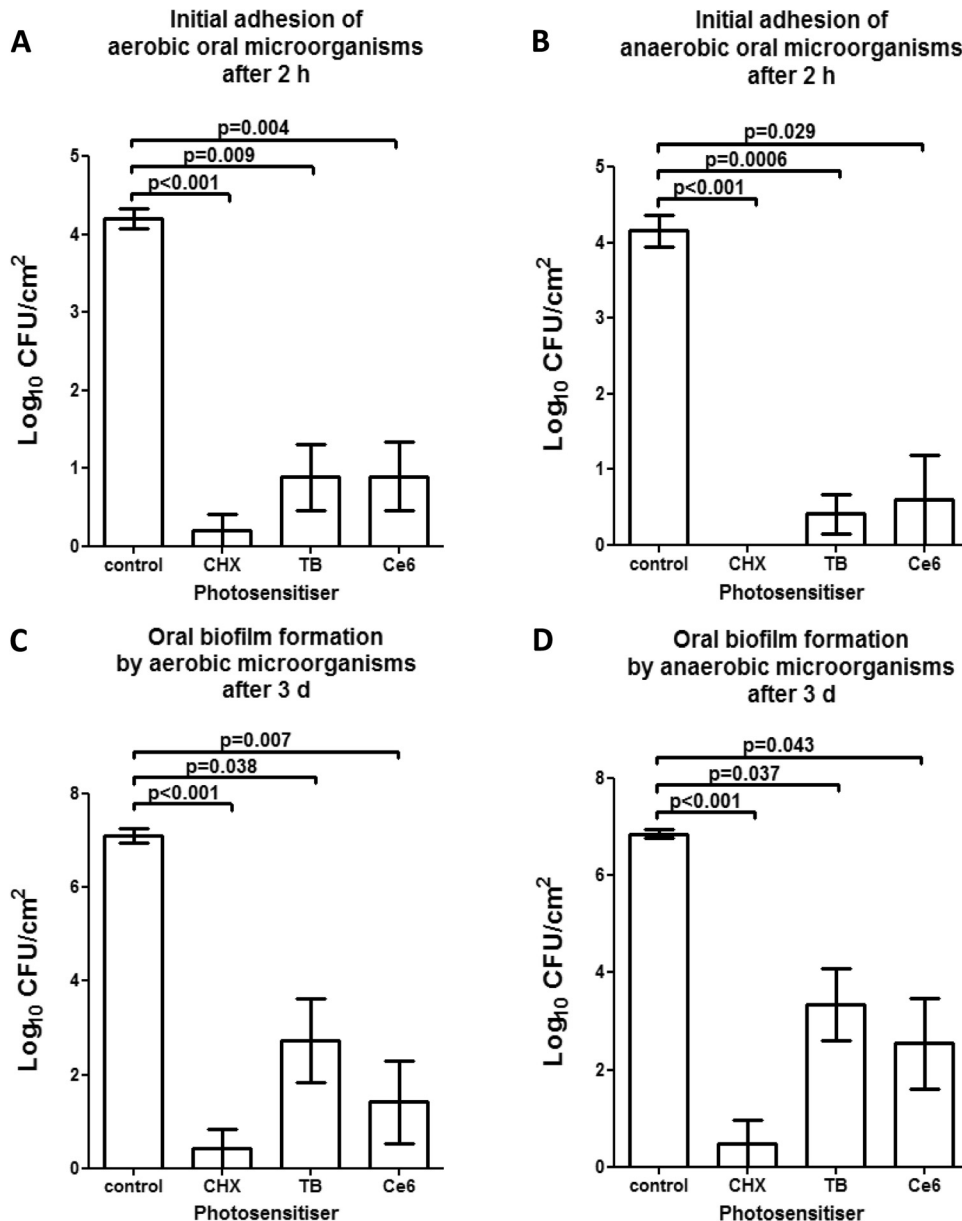 A
Initial adhesion of
aerobic oral microorganisms
after 2 h
p=0.004
p=0.009
p<0.001
5
4
3
2
1
0
Log10 CFU/cm2
control CHX TB Ce6
Photosensitiser
B
Initial adhesion of
anaerobic oral microorganisms
after 2 h
p=0.029
p=0.0006
p<0.001
5
4
3
2
1
0
Log10 CFU/cm2
control CHX TB Ce6
Photosensitiser
C
Oral biofilm formation
by aerobic microorganisms
after 3 d
p=0.007
p=0.038
p<0.001
8
6
4
2
0
Log10 CFU/cm2
control CHX TB Ce6
Photosensitiser
D
Oral biofilm formation
by anaerobic microorganisms
after 3 d
p=0.043
p=0.037
p<0.001
8
6
4
2
0
Log10 CFU/cm2
control CHX TB Ce6
Photosensitiser